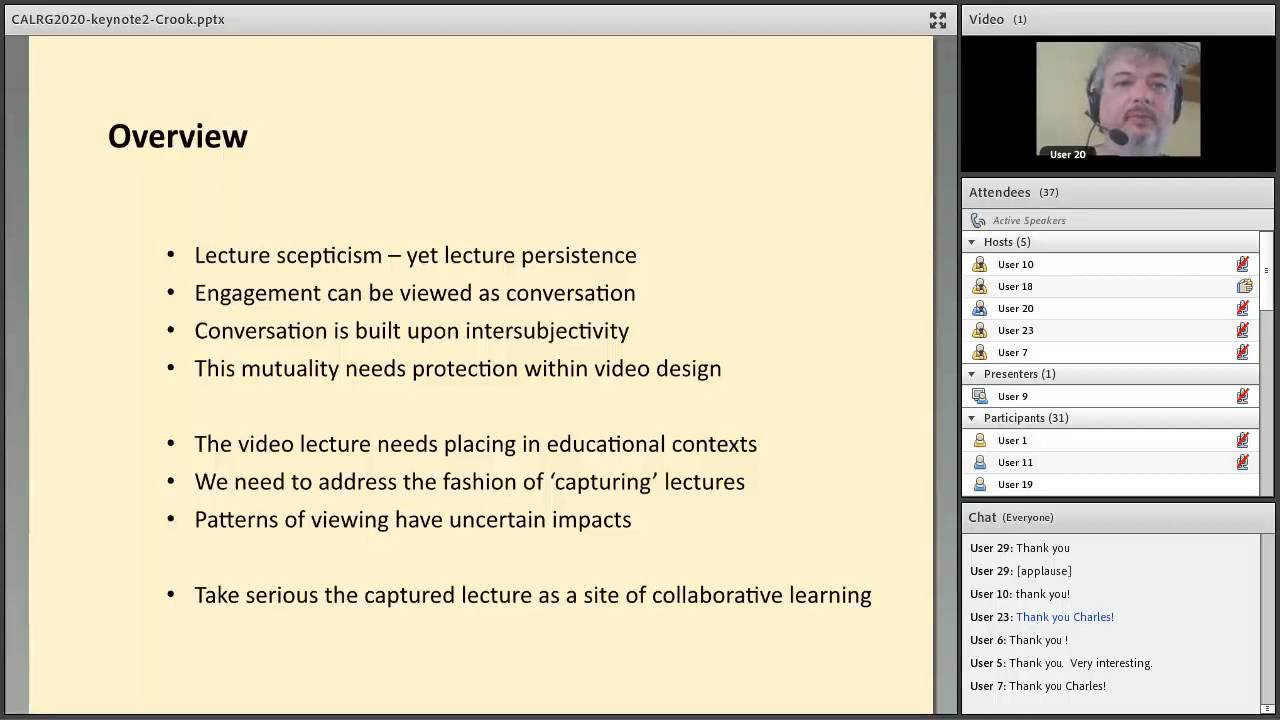 CALRG2020-keynote2-Crook.pptx
Overview
• Lecture scepticism – yet lecture persistence
• Engagement can be viewed as conversation
• Conversation is built upon intersubjectivity
• This mutuality needs protection within video design
• The video lecture needs placing in educational contexts
• We need to address the fashion of ‘capturing’ lectures
• Patterns of viewing have uncertain impacts
• Take serious the captured lecture as a site of collaborative learning
Video (1)
User 20
Attendees (37)
Active Speakers
Hosts (5)
User 10
User 18
User 20
User 23
User 7
Presenters (1)
User 9
Participants (31)
User 1
User 11
User 19
Chat (Everyone)
User 29: Thank you
User 29: [applause]
User 10: thank you!
User 23: Thank you Charles!
User 6: Thank you !
User 5: Thank you. Very interesting.
User 7: Thank you Charles!